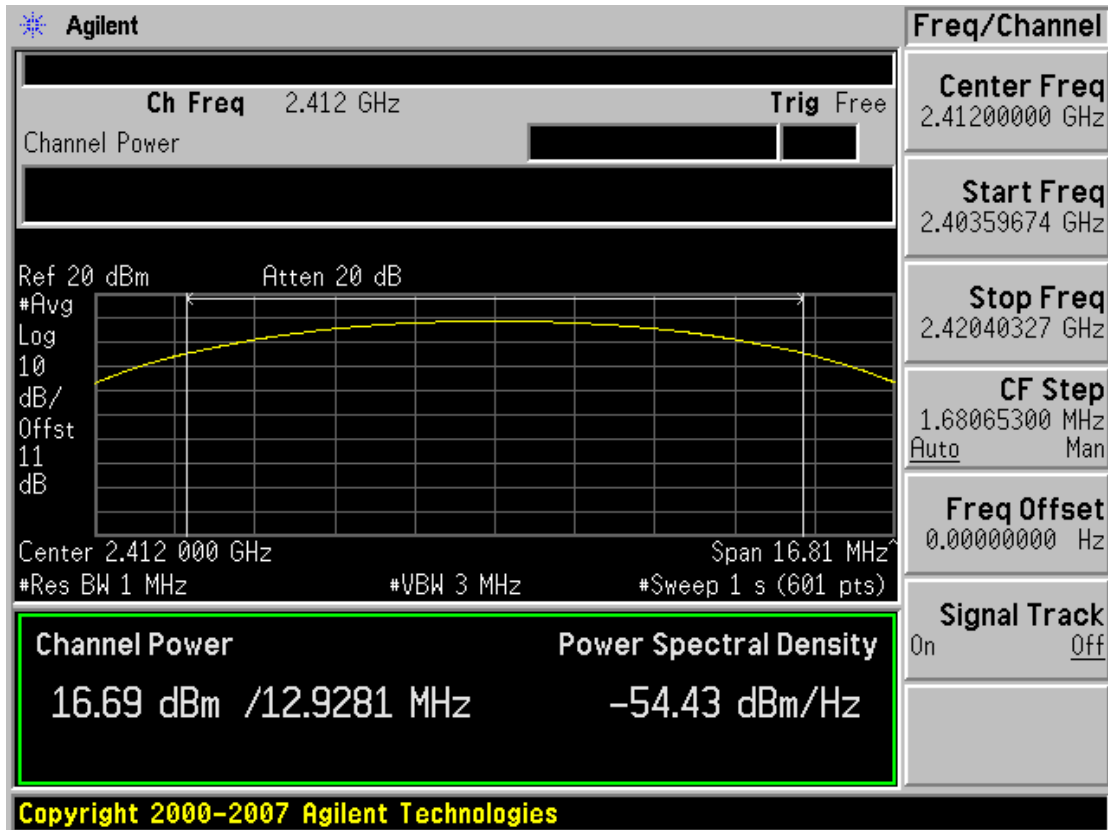 Agilent
Freq/Channel
Ch Freq 2.412 GHz Trig Free
Channel Power
Center Freq
2.41200000 GHz
Start Freq
2.40359674 GHz
Stop Freq
2.42040327 GHz
CF Step
1.68065300 MHz
Auto Man
Freq Offset
0.00000000 Hz
Signal Track
On Off
Ref 20 dBm Atten 20 dB
#Avg
Log
10
dB/
Offst
11
dB
Center 2.412 000 GHz Span 16.81 MHz^
#Res BW 1 MHz #VBW 3 MHz #Sweep 1 s (601 pts)
Channel Power Power Spectral Density
16.69 dBm /12.9281 MHz -54.43 dBm/Hz
Copyright 2000-2007 Agilent Technologies